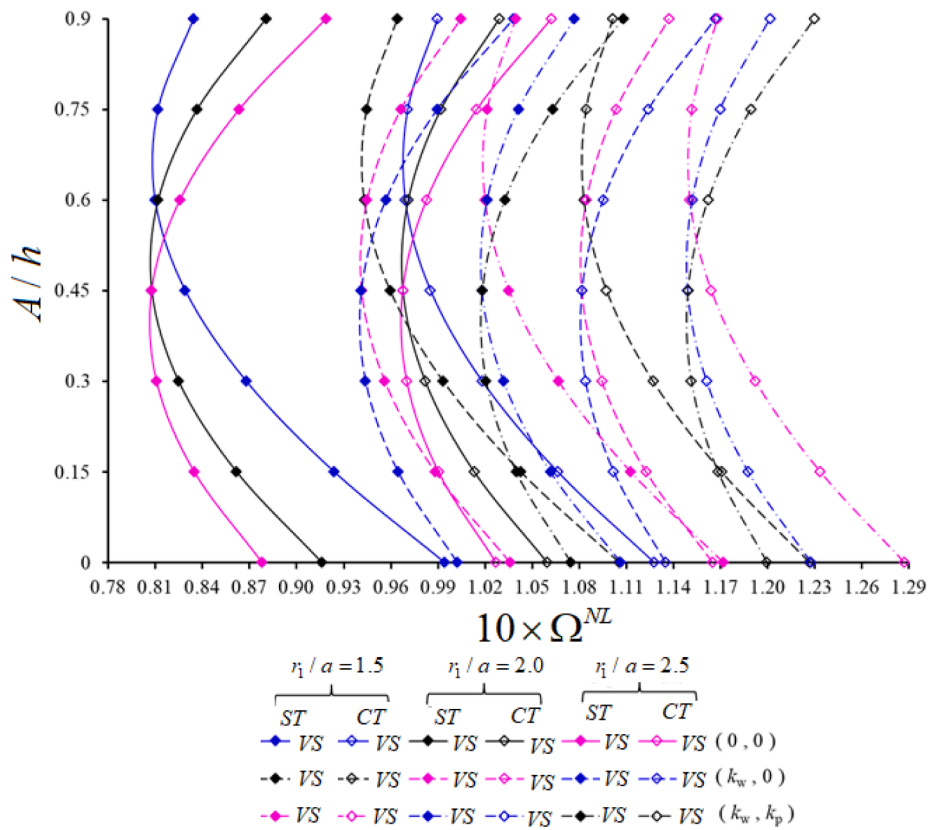 0.9
0.75
0.6
0.45
0.3
0.15
0
A / h
0.78 0.81 0.84 0.87 0.90 0.93 0.96 0.99 1.02 1.05 1.08 1.11 1.14 1.17 1.20 1.23 1.26 1.29
10 × Ω^NL
r₁ / a = 1.5 r₁ / a = 2.0 r₁ / a = 2.5
ST CT ST CT ST CT
VS VS VS VS VS VS (0 , 0)
VS VS VS VS VS VS (k_w , 0)
VS VS VS VS VS VS (k_w , k_p)